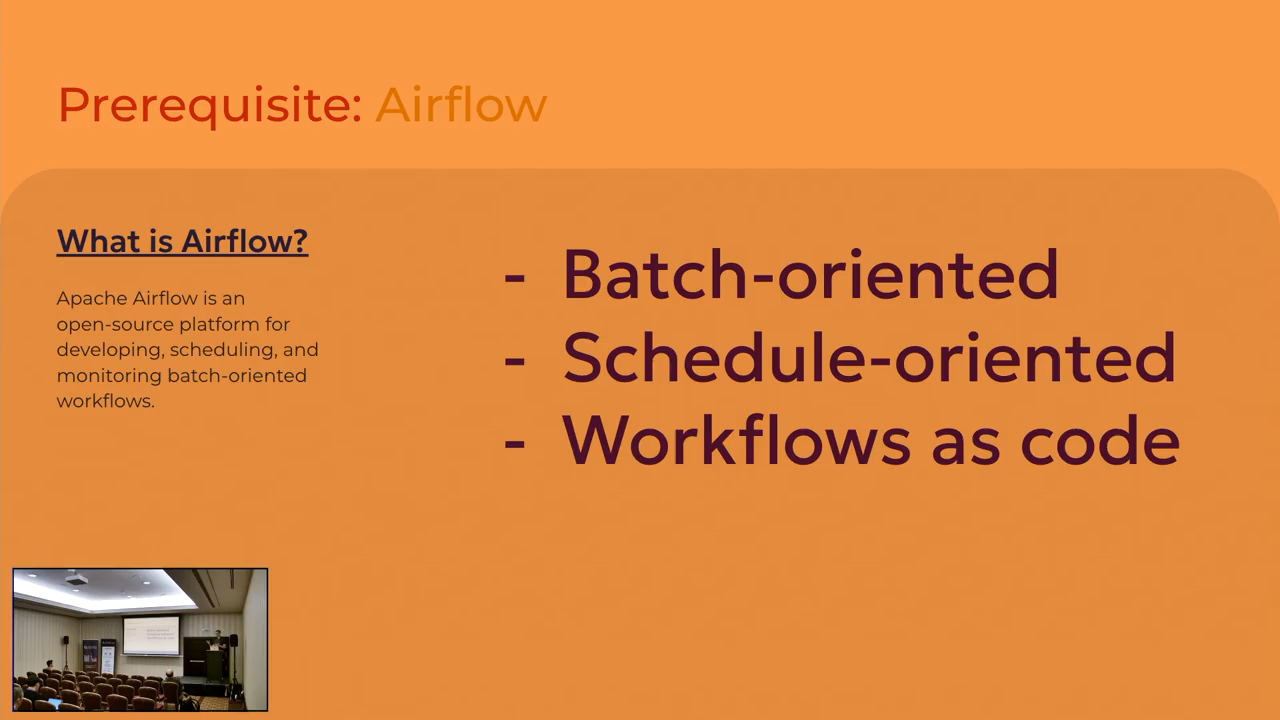 Prerequisite: Airflow
What is Airflow?
Apache Airflow is an
open-source platform for
developing, scheduling, and
monitoring batch-oriented
workflows.
- Batch-oriented
- Schedule-oriented
- Workflows as code